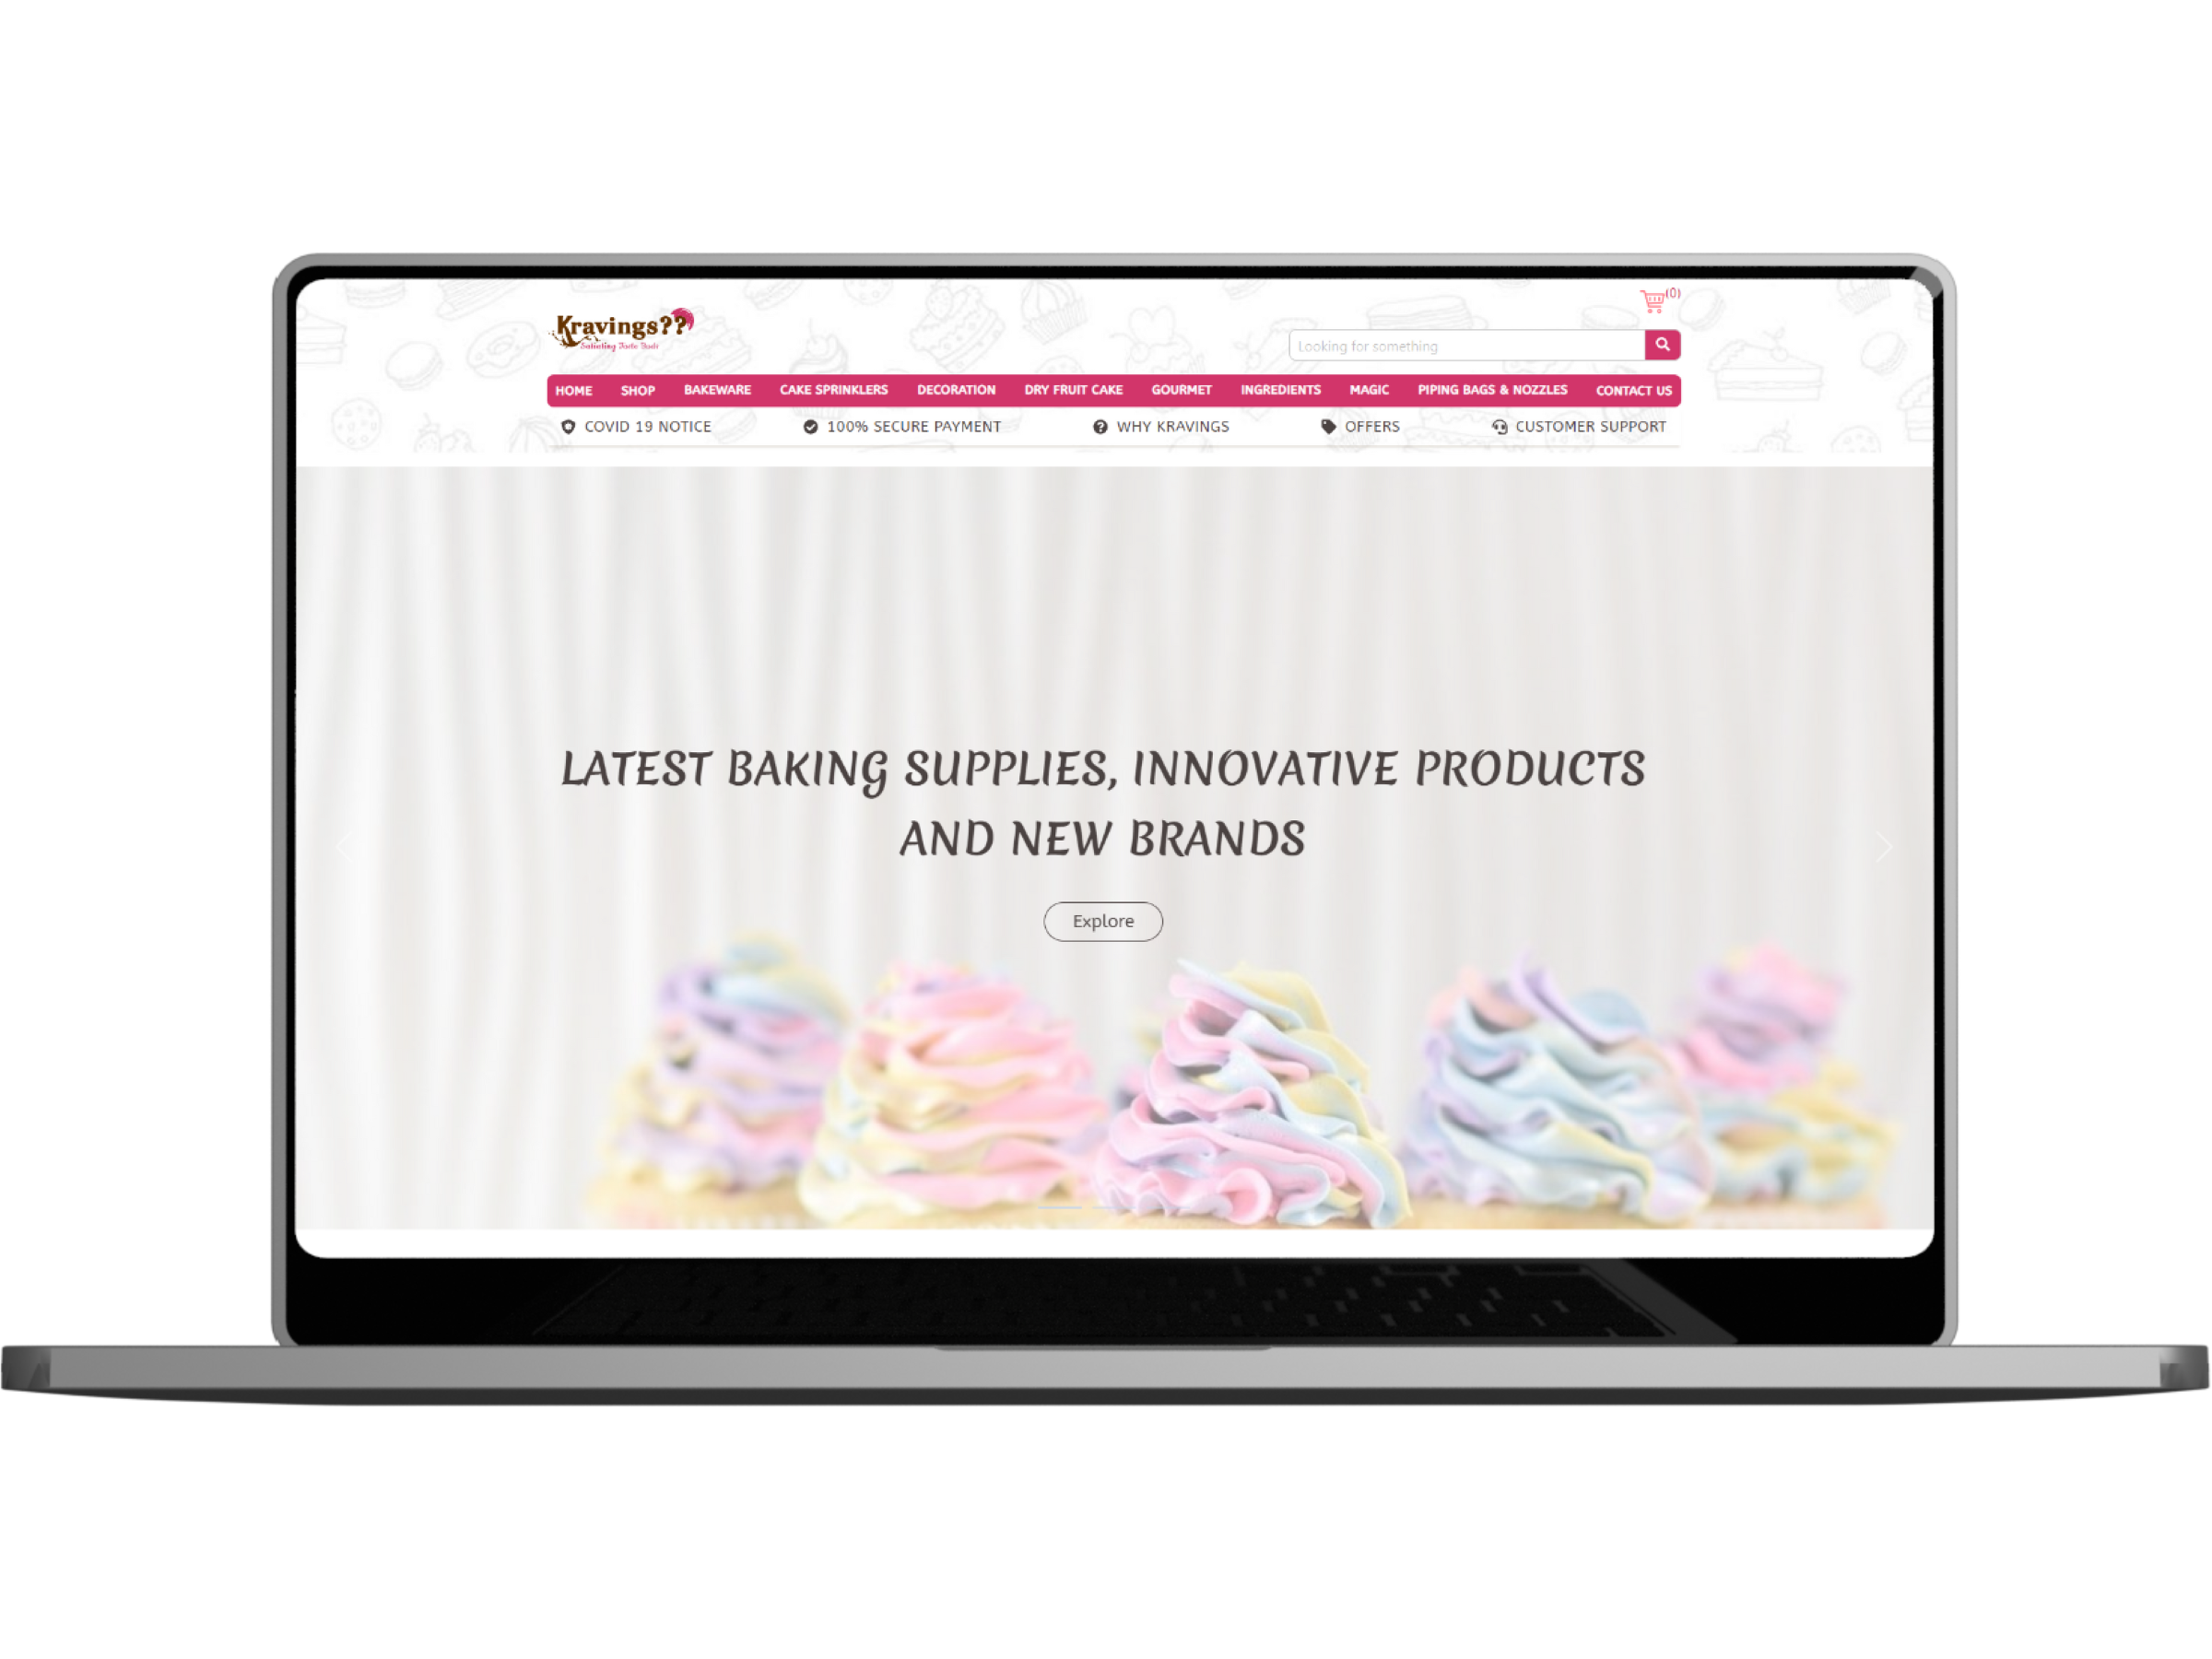 (0)
Kravings??
Satiating Taste Buds
Looking for something
HOME SHOP BAKEWARE CAKE SPRINKLERS DECORATION DRY FRUIT CAKE GOURMET INGREDIENTS MAGIC PIPING BAGS & NOZZLES CONTACT US
COVID 19 NOTICE 100% SECURE PAYMENT WHY KRAVINGS OFFERS CUSTOMER SUPPORT
LATEST BAKING SUPPLIES, INNOVATIVE PRODUCTS
AND NEW BRANDS
Explore